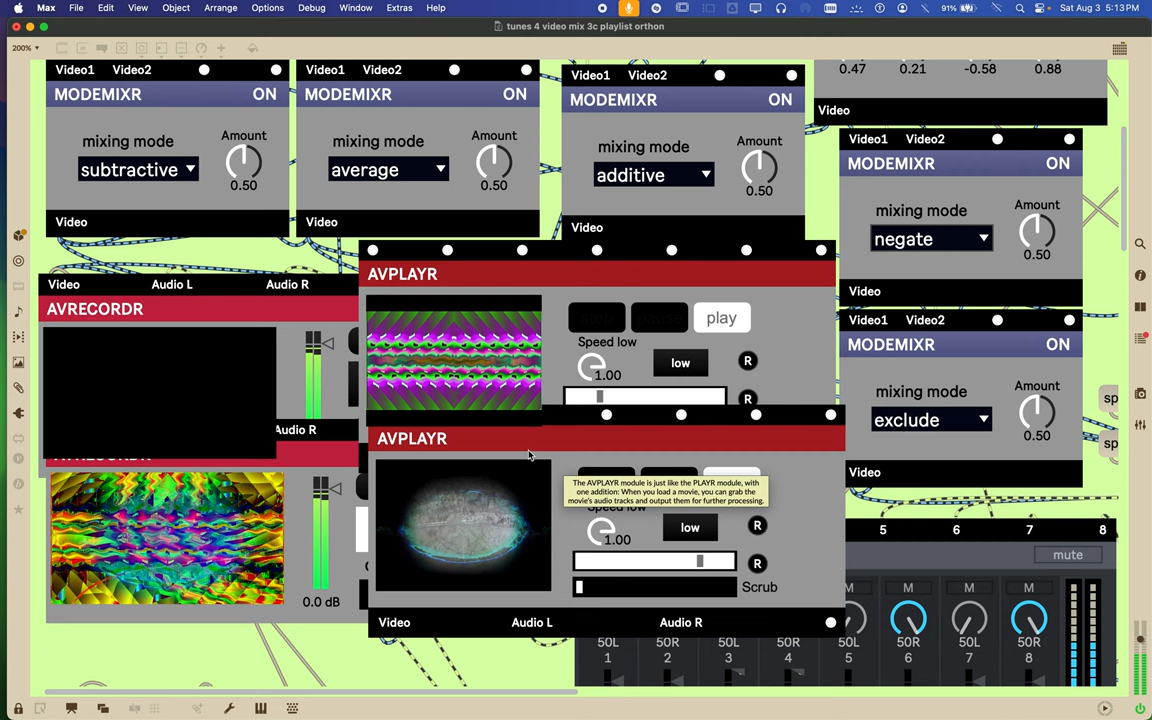 Max File Edit View Object Arrange Options Debug Window Extras Help 91% Sat Aug 3 5:13 PM
tunes 4 video mix 3c playlist orthon
200%
Video1 Video2
MODEMIXR ON
mixing mode Amount
subtractive
0.50
Video
Video1 Video2
MODEMIXR ON
mixing mode Amount
average
0.50
Video
Video1 Video2
MODEMIXR ON
mixing mode Amount
additive
0.50
Video
0.47 0.21 -0.58 0.88
Video
Video1 Video2
MODEMIXR ON
mixing mode Amount
negate
0.50
Video
Video1 Video2
MODEMIXR ON
mixing mode Amount
exclude
0.50
Video
Video Audio L Audio R
AVRECORDR
Audio R
AVRECORDR
0.0 dB
AVPLAYR
play
Speed low
1.00
low
R
R
AVPLAYR
The AVPLAYR module is just like the PLAYR module, with
one addition: When you load a movie, you can grab the
movie's audio tracks and output them for further processing.
Speed low
1.00
low
R
R
Scrub
Video Audio L Audio R
sp
sp
5 6 7 8
mute
M M M M
50L 50R 50L 50R 50L 50R 50L 50R
1 2 3 4 5 6 7 8